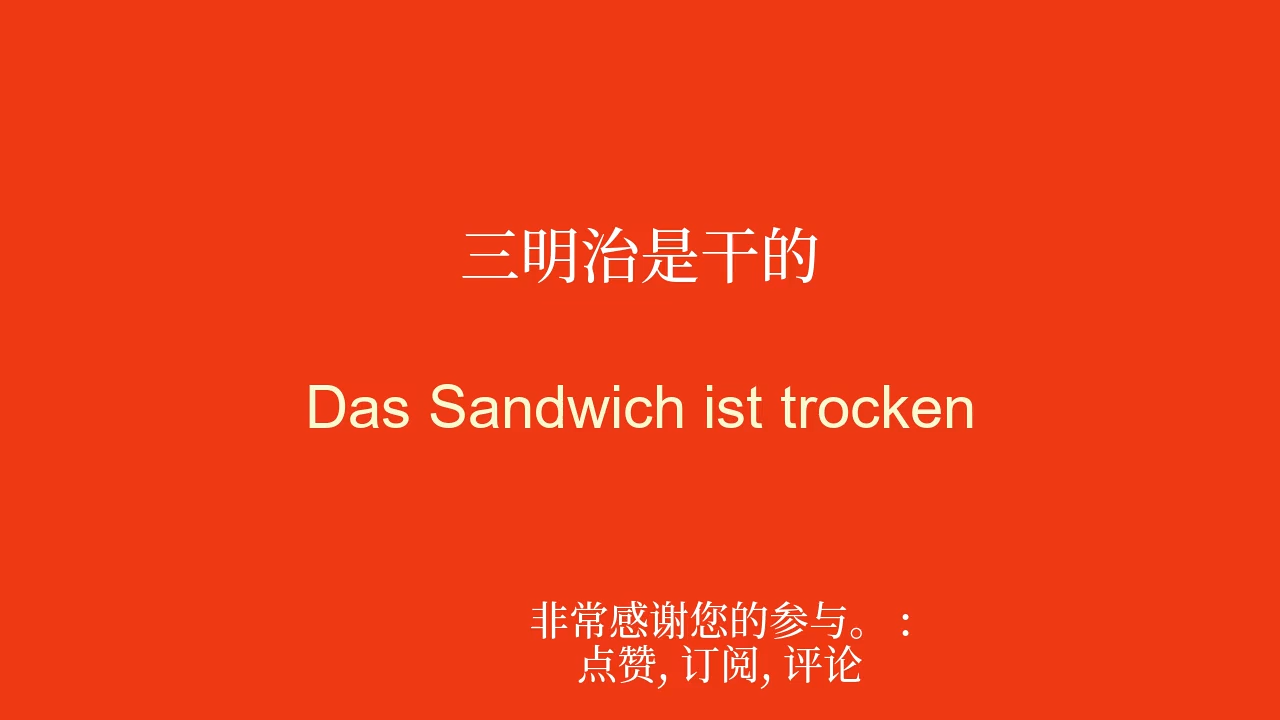 三明治是干的
Das Sandwich ist trocken
非常感谢您的参与。 :
点赞, 订阅, 评论